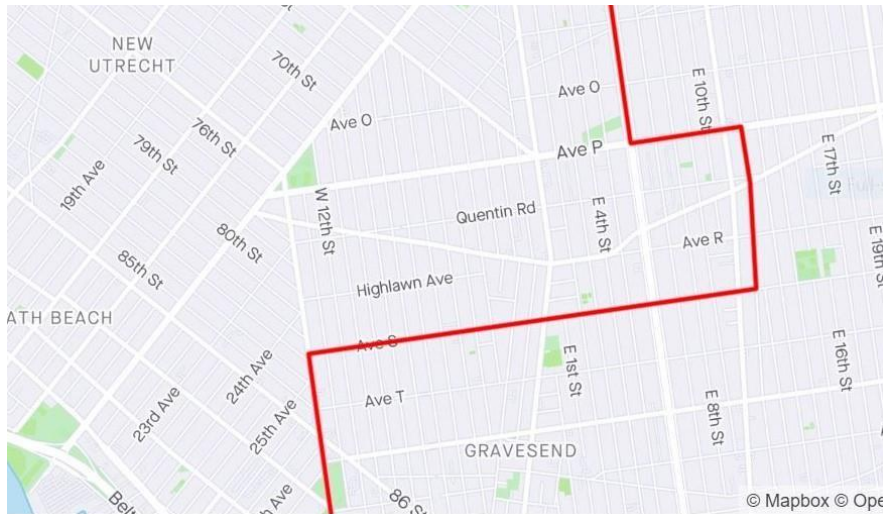 NEW
UTRECHT
70th St
Ave O
E 10th St
Ave O
76th St
79th St
Ave P
E 17th St
19th Ave
W 12th St
Quentin Rd
E 4th St
80th St
Ave R
E 19th St
85th St
Highlawn Ave
ATH BEACH
Ave S
24th Ave
E 1st St
E 16th St
23rd Ave
25th Ave
Ave T
E 8th St
GRAVESEND
Ave
86 St
Belt
© Mapbox © Ope